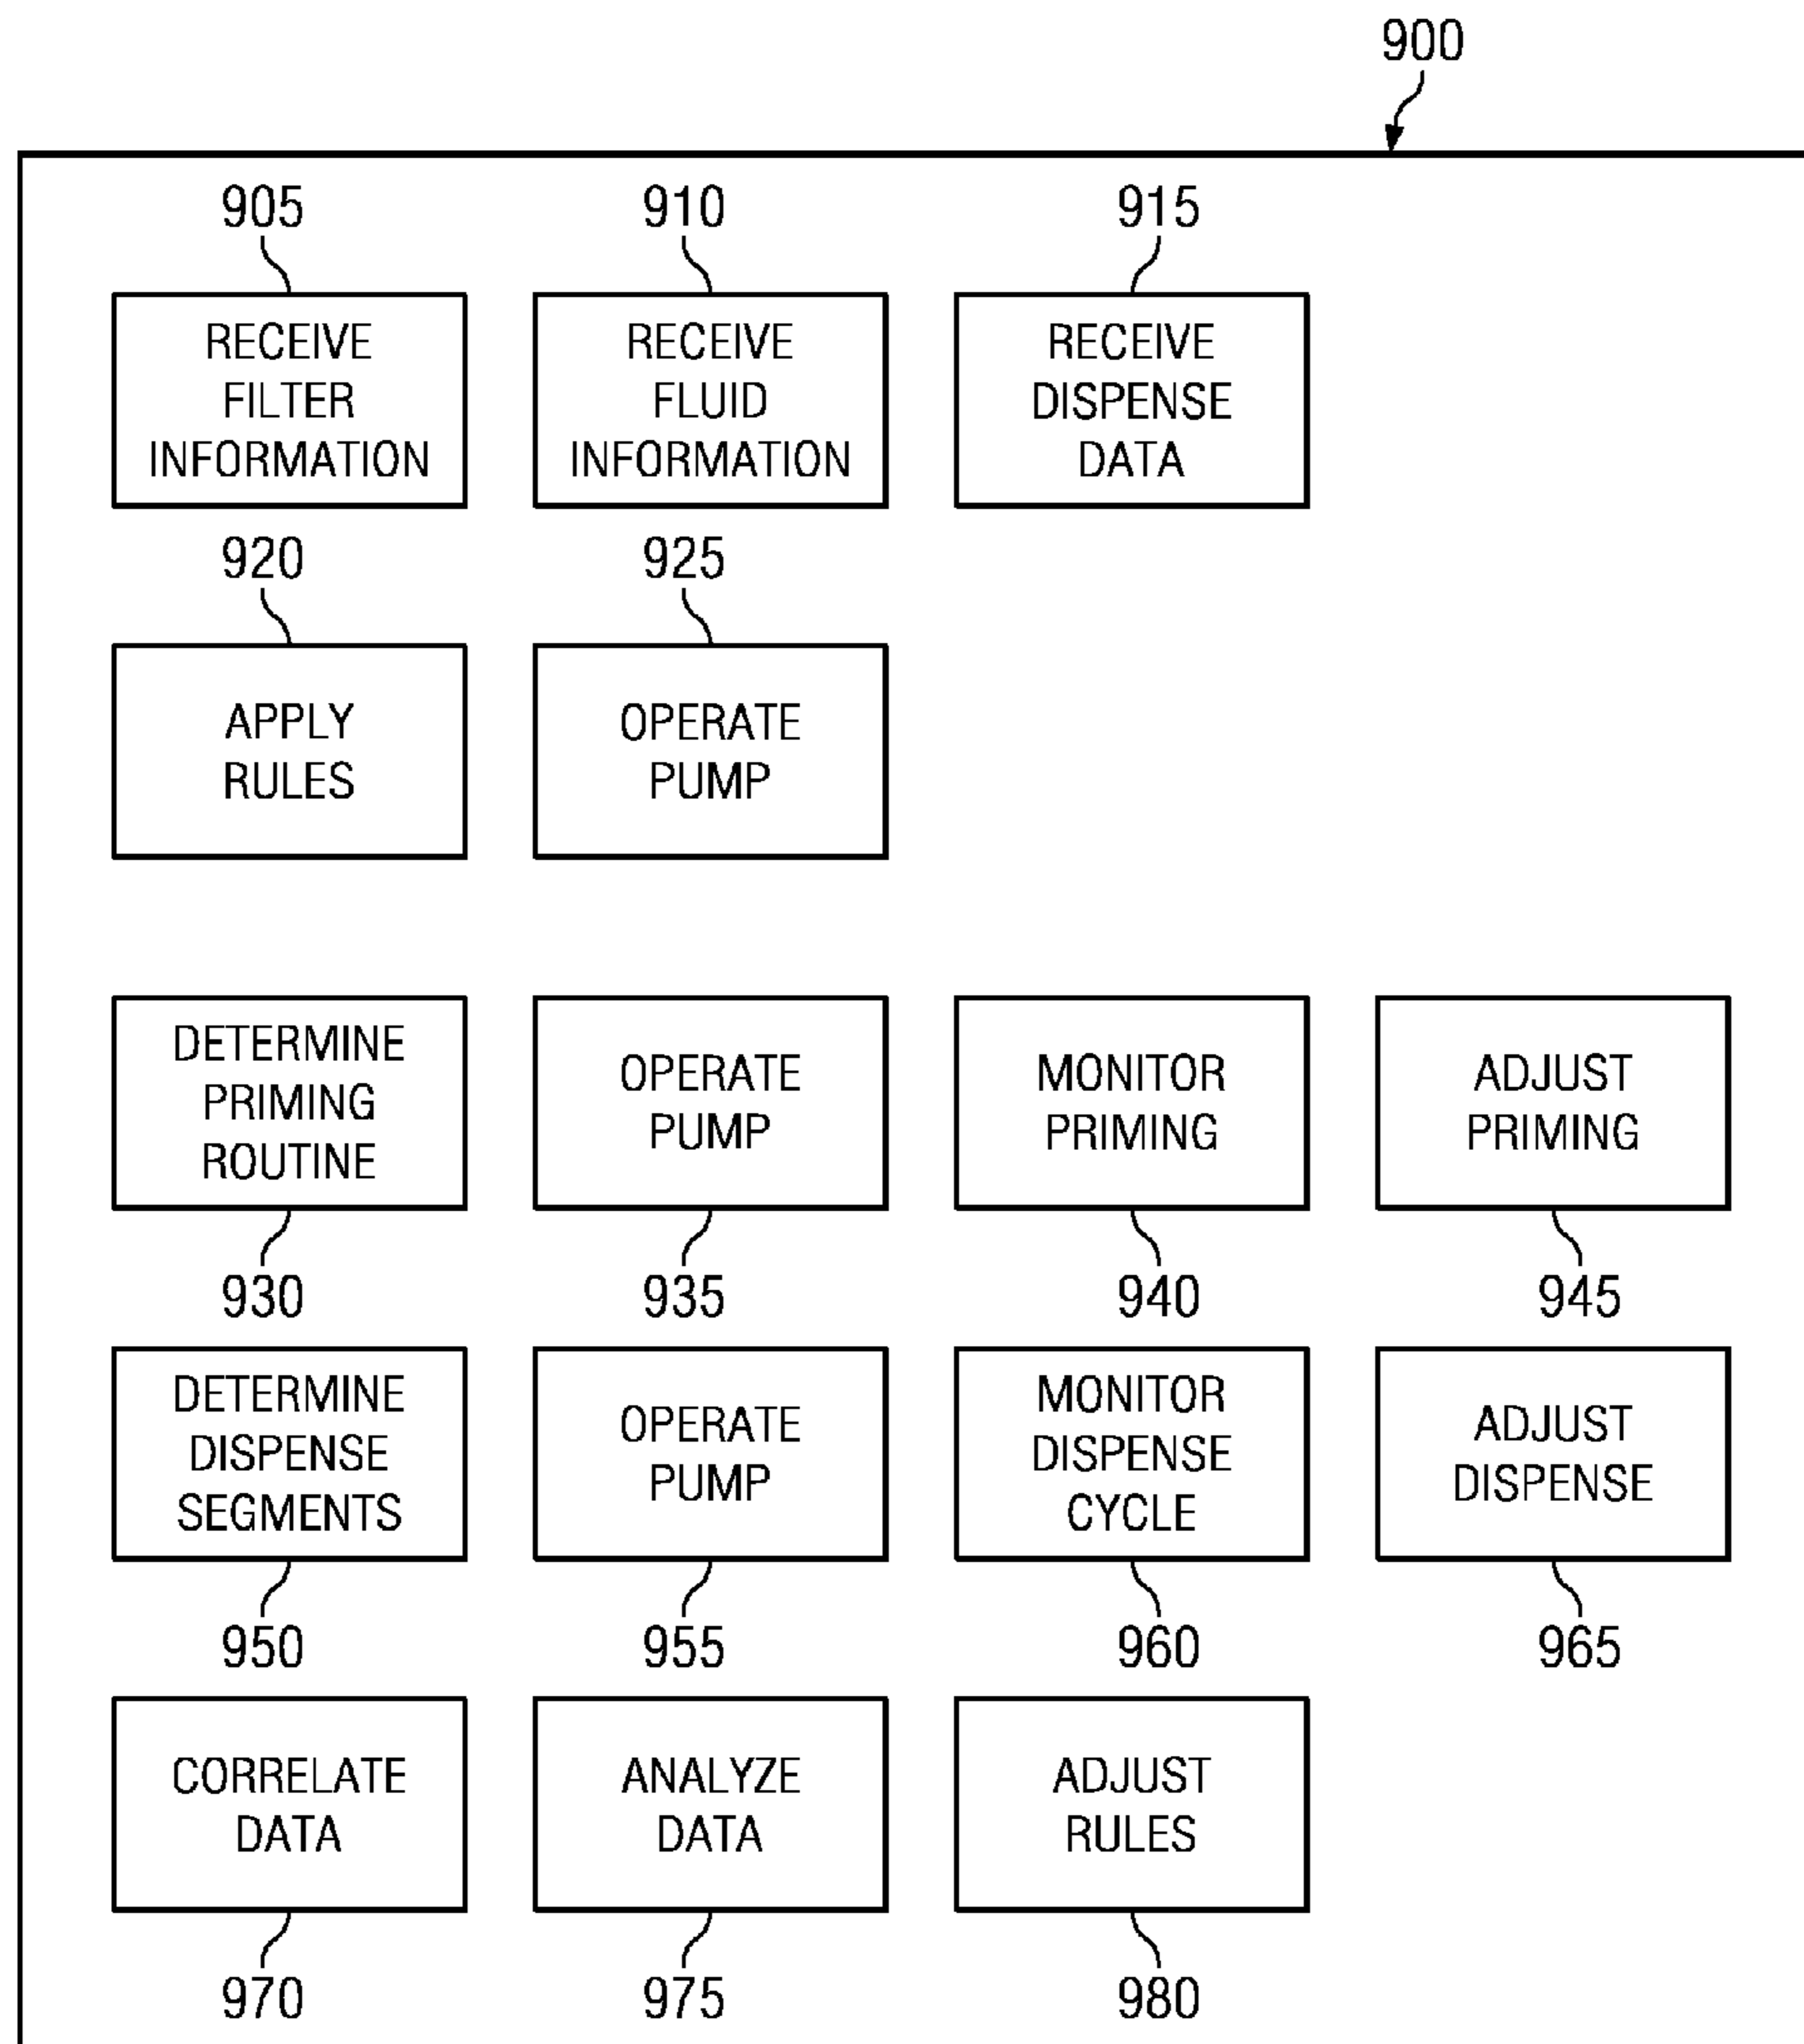 900
905
910
915
RECEIVE
FILTER
INFORMATION
RECEIVE
FLUID
INFORMATION
RECEIVE
DISPENSE
DATA
920
925
APPLY
RULES
OPERATE
PUMP
DETERMINE
PRIMING
ROUTINE
OPERATE
PUMP
MONITOR
PRIMING
ADJUST
PRIMING
930
935
940
945
DETERMINE
DISPENSE
SEGMENTS
OPERATE
PUMP
MONITOR
DISPENSE
CYCLE
ADJUST
DISPENSE
950
955
960
965
CORRELATE
DATA
ANALYZE
DATA
ADJUST
RULES
970
975
980